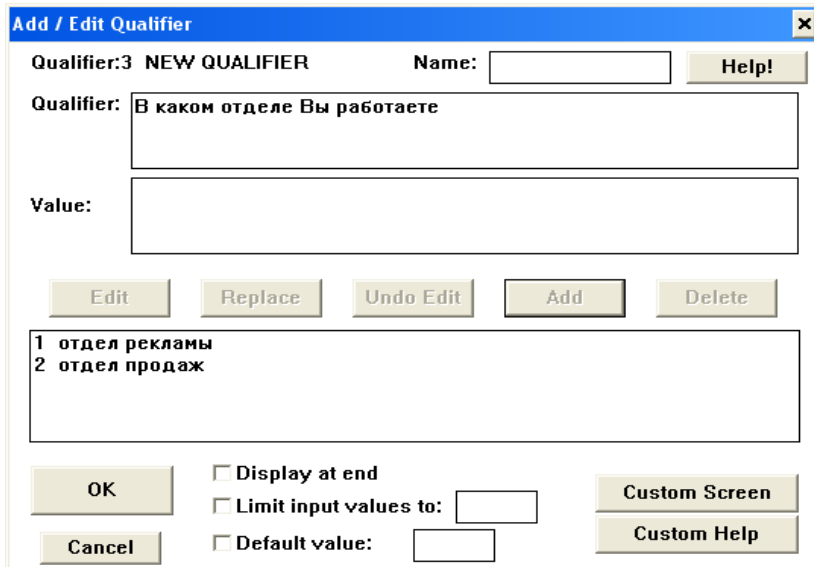 Add / Edit Qualifier
Qualifier:3 NEW QUALIFIER Name: Help!
Qualifier: В каком отделе Вы работаете
Value:
Edit Replace Undo Edit Add Delete
1 отдел рекламы
2 отдел продаж
OK
Display at end
Limit input values to:
Custom Screen
Cancel
Default value:
Custom Help